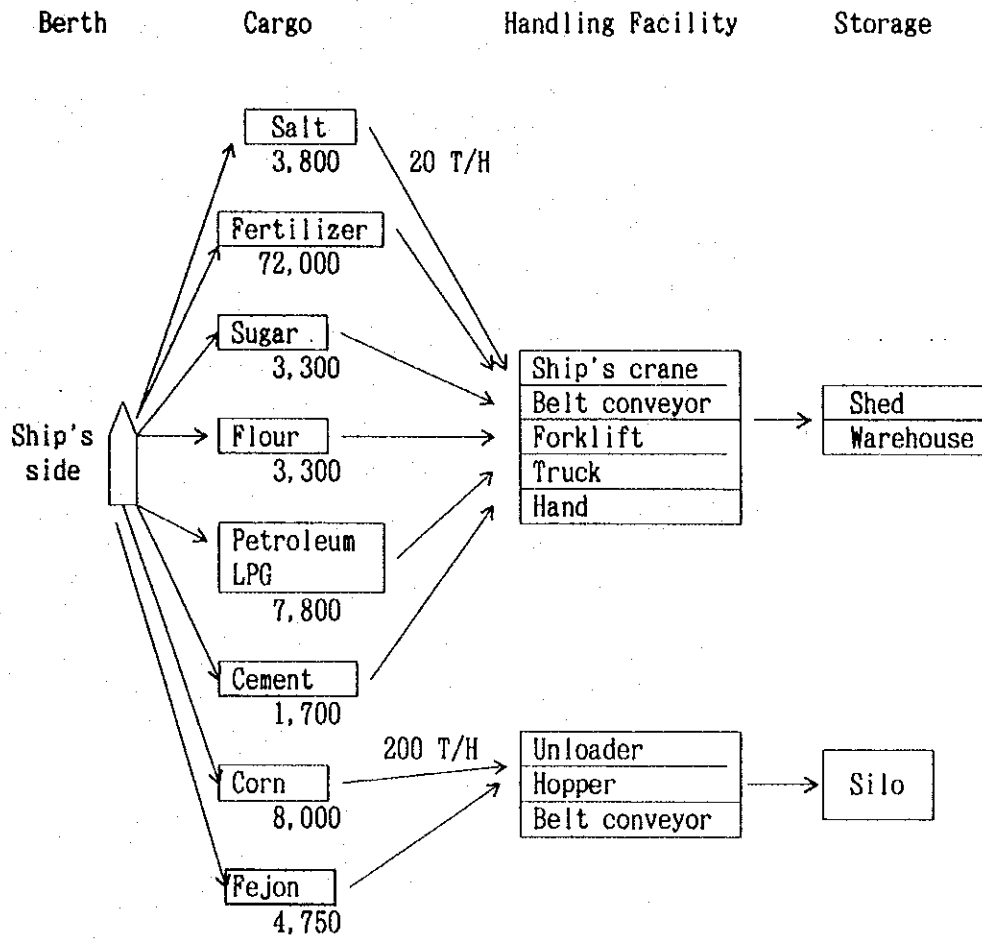 Berth Cargo Handling Facility Storage
Salt
3,800
20 T/H
Fertilizer
72,000
Sugar
3,300
Flour
3,300
Petroleum
LPG
7,800
Cement
1,700
Corn
8,000
200 T/H
Fejon
4,750
Ship's
side
Ship's crane
Belt conveyor
Forklift
Truck
Hand
Shed
Warehouse
Unloader
Hopper
Belt conveyor
Silo